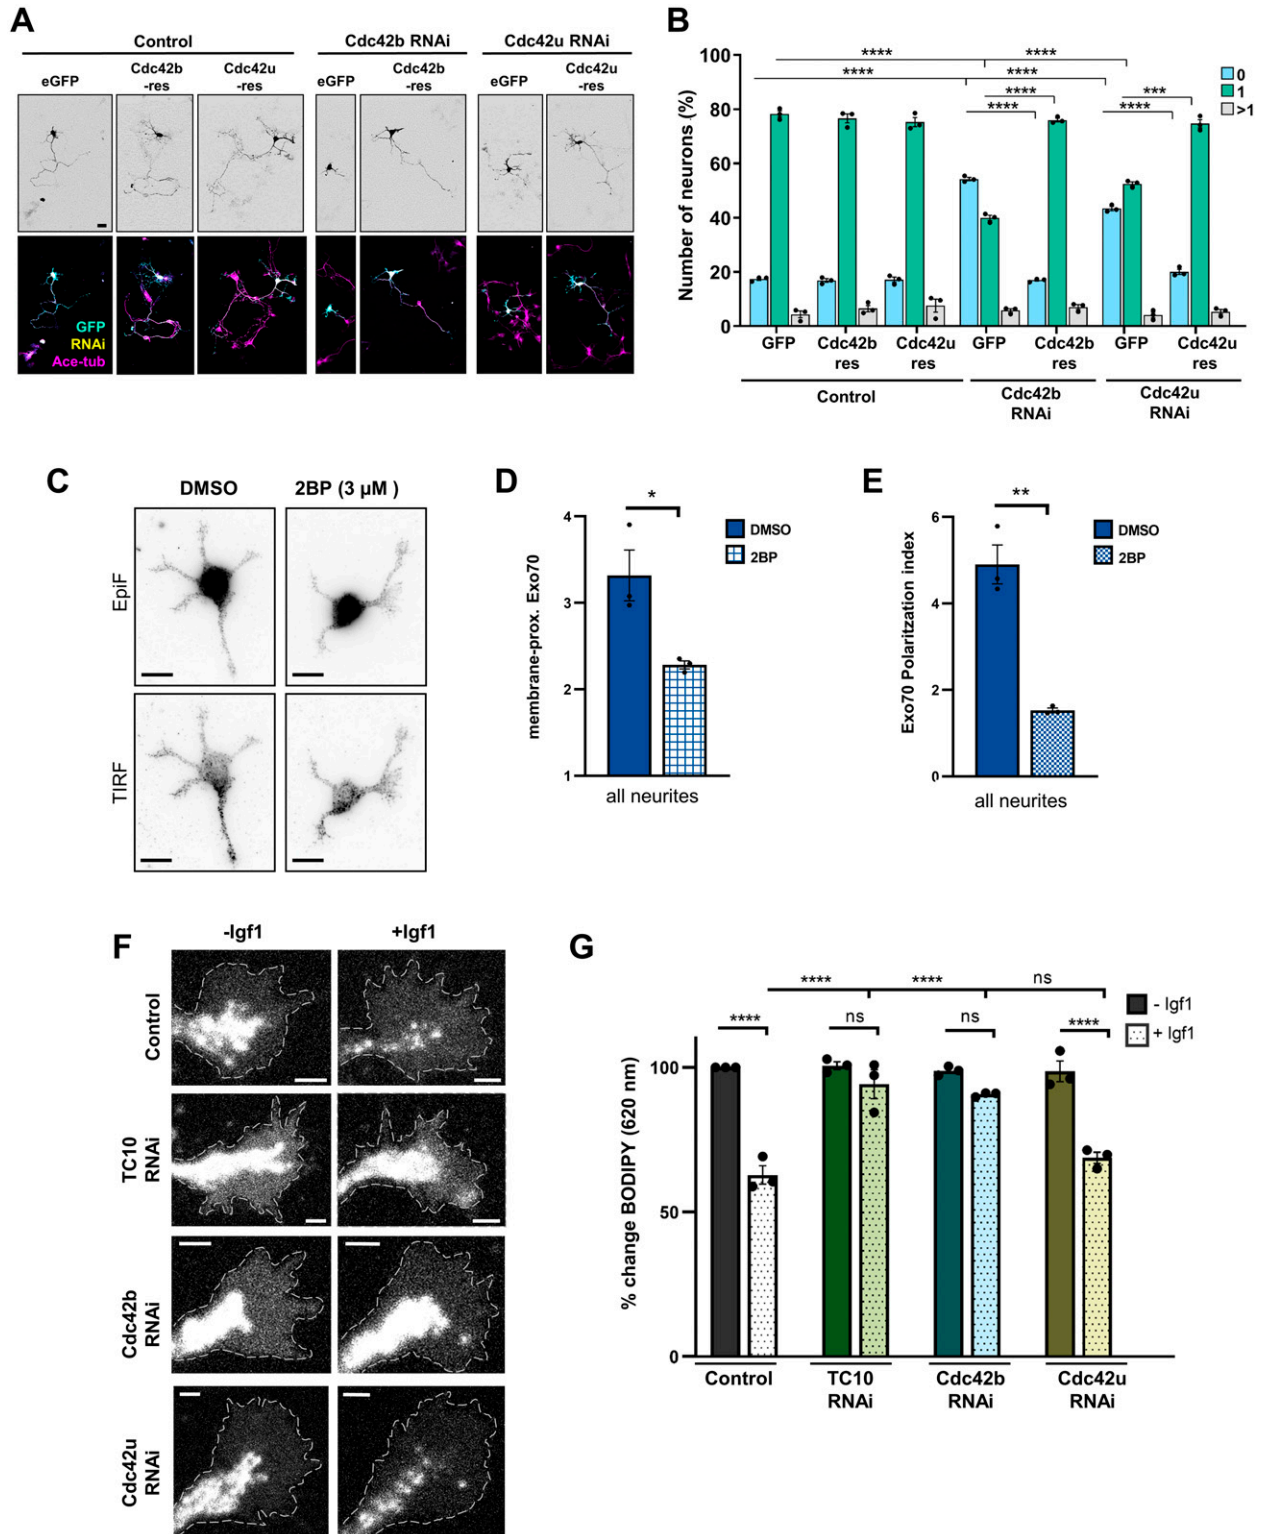 A
Control
Cdc42b RNAi
Cdc42u RNAi
eGFP
Cdc42b
-res
Cdc42u
-res
eGFP
Cdc42b
-res
eGFP
Cdc42u
-res
GFP
RNAi
Ace-tub
B
Number of neurons (%)
100
80
60
40
20
0
**** ****
**** ****
**** ***
**** ****
0
1
>1
GFP
Cdc42b
res
Cdc42u
res
GFP
Cdc42b
res
GFP
Cdc42u
res
Control
Cdc42b
RNAi
Cdc42u
RNAi
C
DMSO
2BP (3 µM )
EpiF
TIRF
D
membrane-prox. Exo70
4
3
2
1
*
DMSO
2BP
all neurites
E
Exo70 Polaritzation index
6
4
2
0
**
DMSO
2BP
all neurites
F
-Igf1
+Igf1
Control
TC10
RNAi
Cdc42b
RNAi
Cdc42u
RNAi
G
% change BODIPY (620 nm)
100
50
0
**** **** ns
**** ns ns ****
- Igf1
+ Igf1
Control
TC10
RNAi
Cdc42b
RNAi
Cdc42u
RNAi